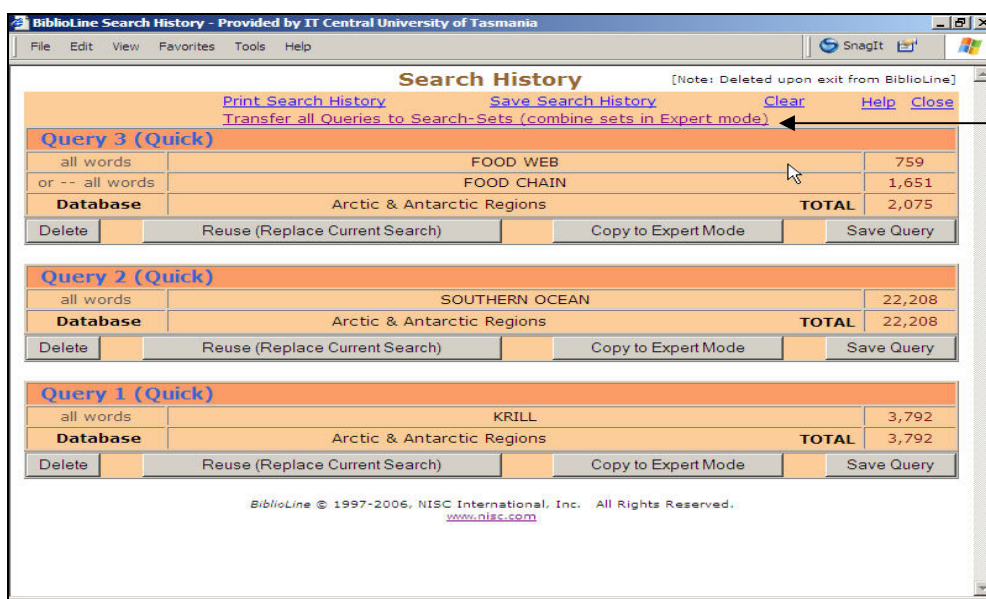 BiblioLine Search History - Provided by IT Central University of Tasmania
File Edit View Favorites Tools Help SnagIt
Search History [Note: Deleted upon exit from BiblioLine]
Print Search History Save Search History Clear Help Close
Transfer all Queries to Search-Sets (combine sets in Expert mode)
Query 3 (Quick)
all words FOOD WEB 759
or -- all words FOOD CHAIN 1,651
Database Arctic & Antarctic Regions TOTAL 2,075
Delete Reuse (Replace Current Search) Copy to Expert Mode Save Query
Query 2 (Quick)
all words SOUTHERN OCEAN 22,208
Database Arctic & Antarctic Regions TOTAL 22,208
Delete Reuse (Replace Current Search) Copy to Expert Mode Save Query
Query 1 (Quick)
all words KRILL 3,792
Database Arctic & Antarctic Regions TOTAL 3,792
Delete Reuse (Replace Current Search) Copy to Expert Mode Save Query
BiblioLine © 1997-2006, NISC International, Inc. All Rights Reserved.
www.nisc.com